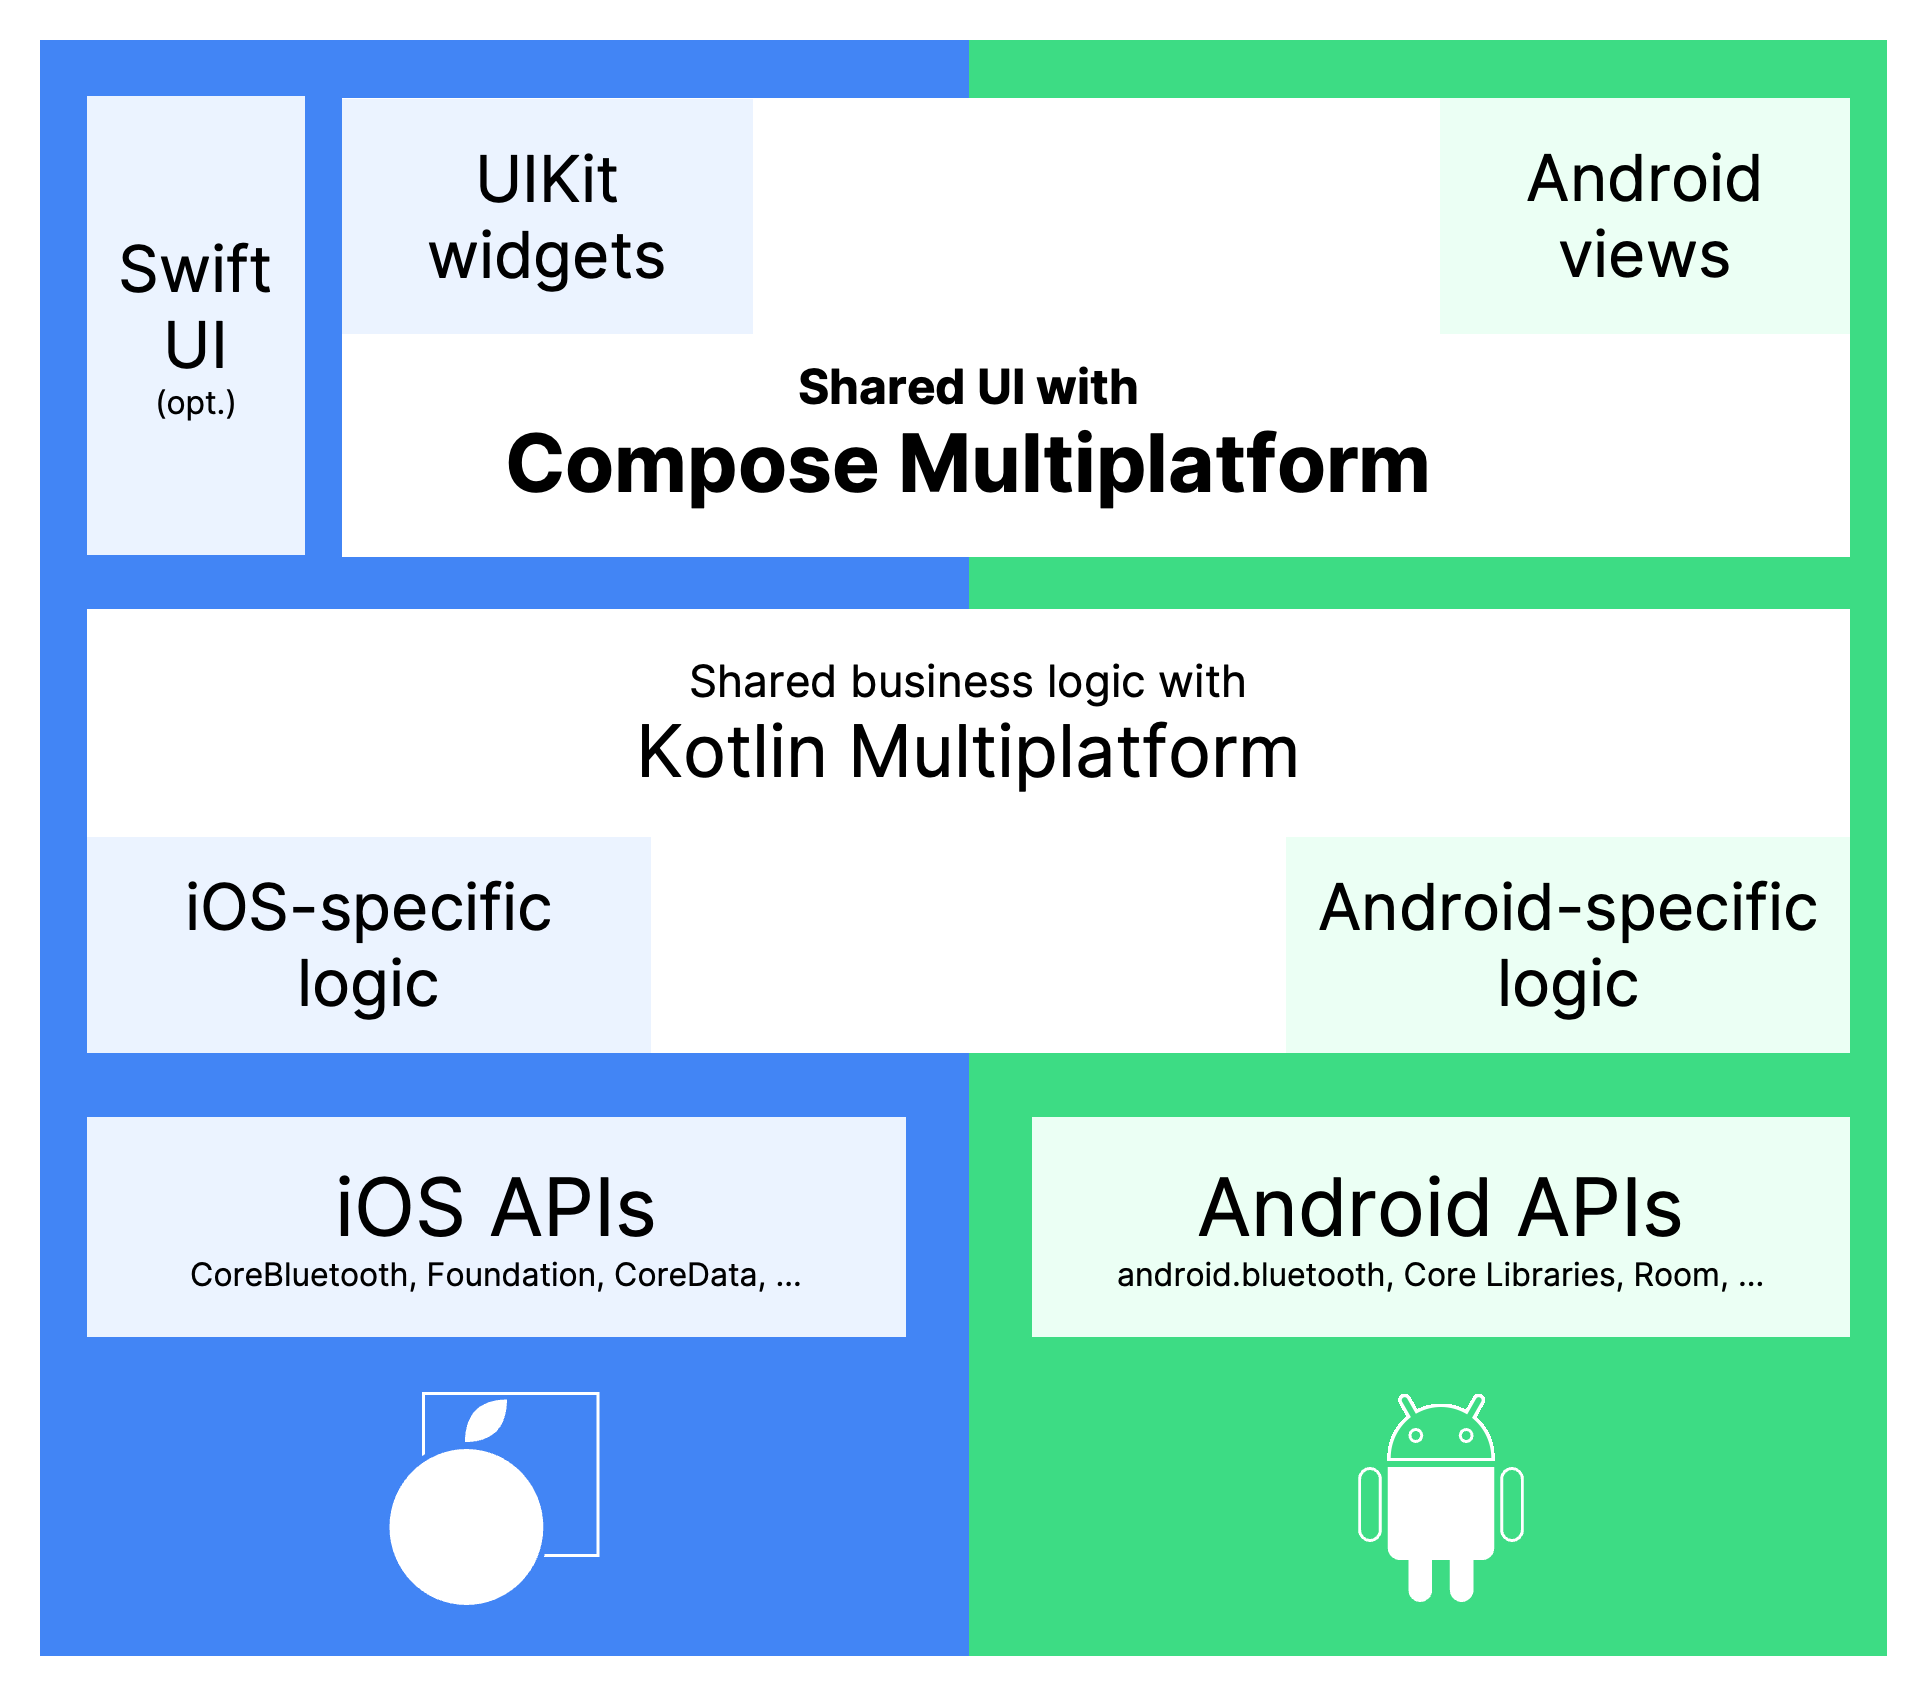 Swift
UI
(opt.)
UIKit
widgets
Android
views
Shared UI with
Compose Multiplatform
Shared business logic with
Kotlin Multiplatform
iOS-specific
logic
Android-specific
logic
iOS APIs
CoreBluetooth, Foundation, CoreData, ...
Android APIs
android.bluetooth, Core Libraries, Room, ...